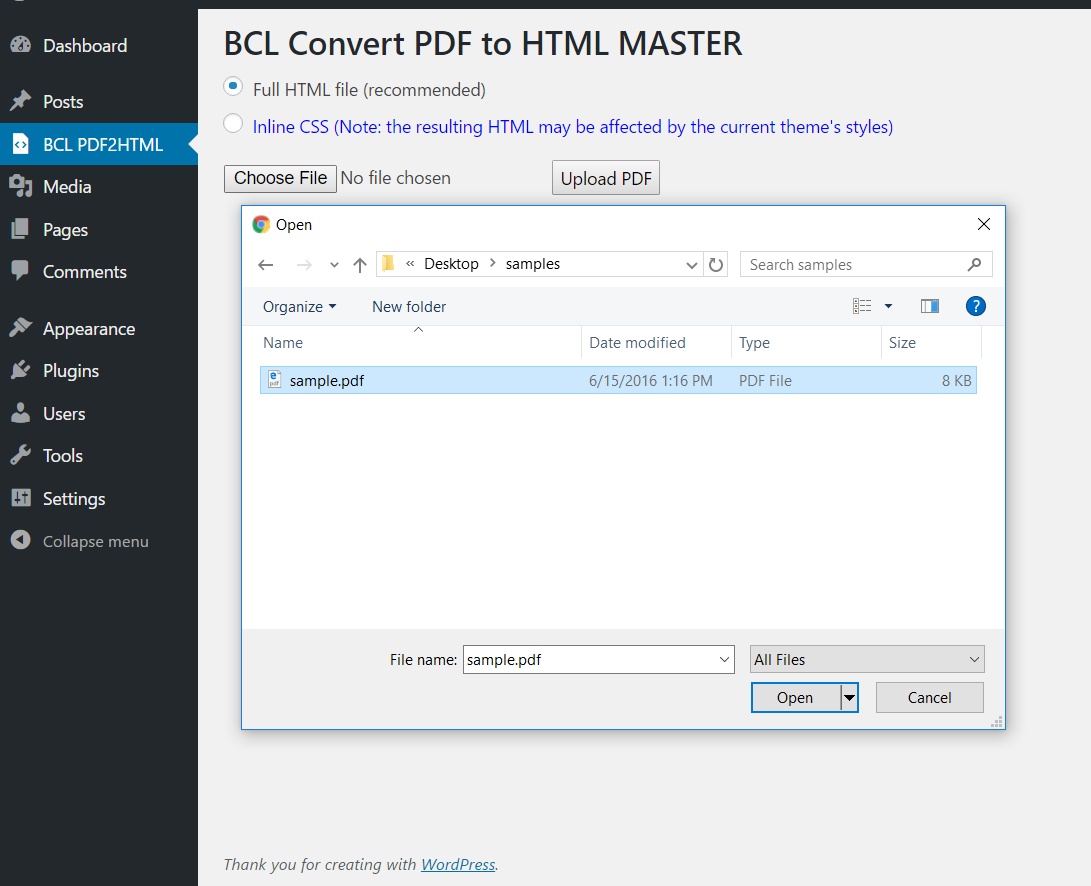 BCL Convert PDF to HTML MASTER
Full HTML file (recommended)
Inline CSS (Note: the resulting HTML may be affected by the current theme's styles)
Choose File No file chosen Upload PDF
Dashboard
Posts
BCL PDF2HTML
Media
Pages
Comments
Appearance
Plugins
Users
Tools
Settings
Collapse menu
Open
« Desktop > samples
Search samples
Organize New folder
?
Name Date modified Type Size
sample.pdf 6/15/2016 1:16 PM PDF File 8 KB
File name: sample.pdf All Files
Open Cancel
Thank you for creating with WordPress.